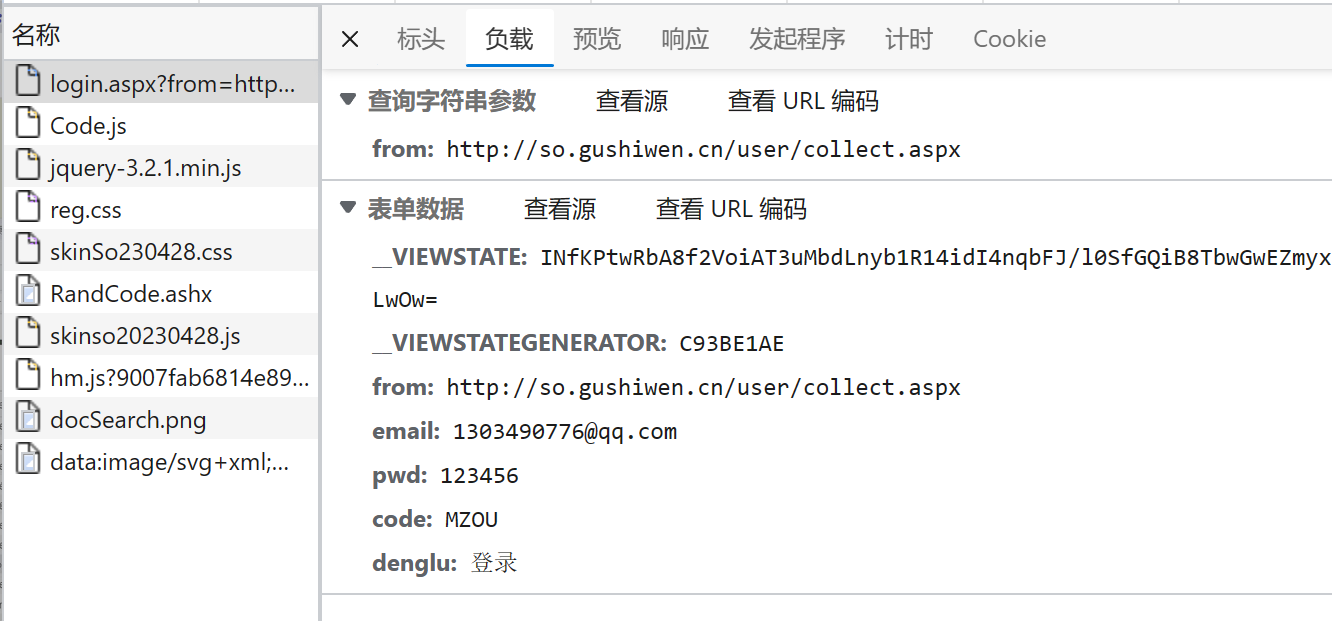 名称
login.aspx?from=http...
Code.js
jquery-3.2.1.min.js
reg.css
skinSo230428.css
RandCode.ashx
skinso20230428.js
hm.js?9007fab6814e89...
docSearch.png
data:image/svg+xml;...
标头 负载 预览 响应 发起程序 计时 Cookie
查询字符串参数 查看源 查看 URL 编码
from: http://so.gushiwen.cn/user/collect.aspx
表单数据 查看源 查看 URL 编码
__VIEWSTATE: INfKPtwRbA8f2VoiAT3uMbdLnyb1R14idI4nqbFJ/l0SfGQiB8TbwGwEZmyx
LwOw=
__VIEWSTATEGENERATOR: C93BE1AE
from: http://so.gushiwen.cn/user/collect.aspx
email: 1303490776@qq.com
pwd: 123456
code: MZOU
denglu: 登录